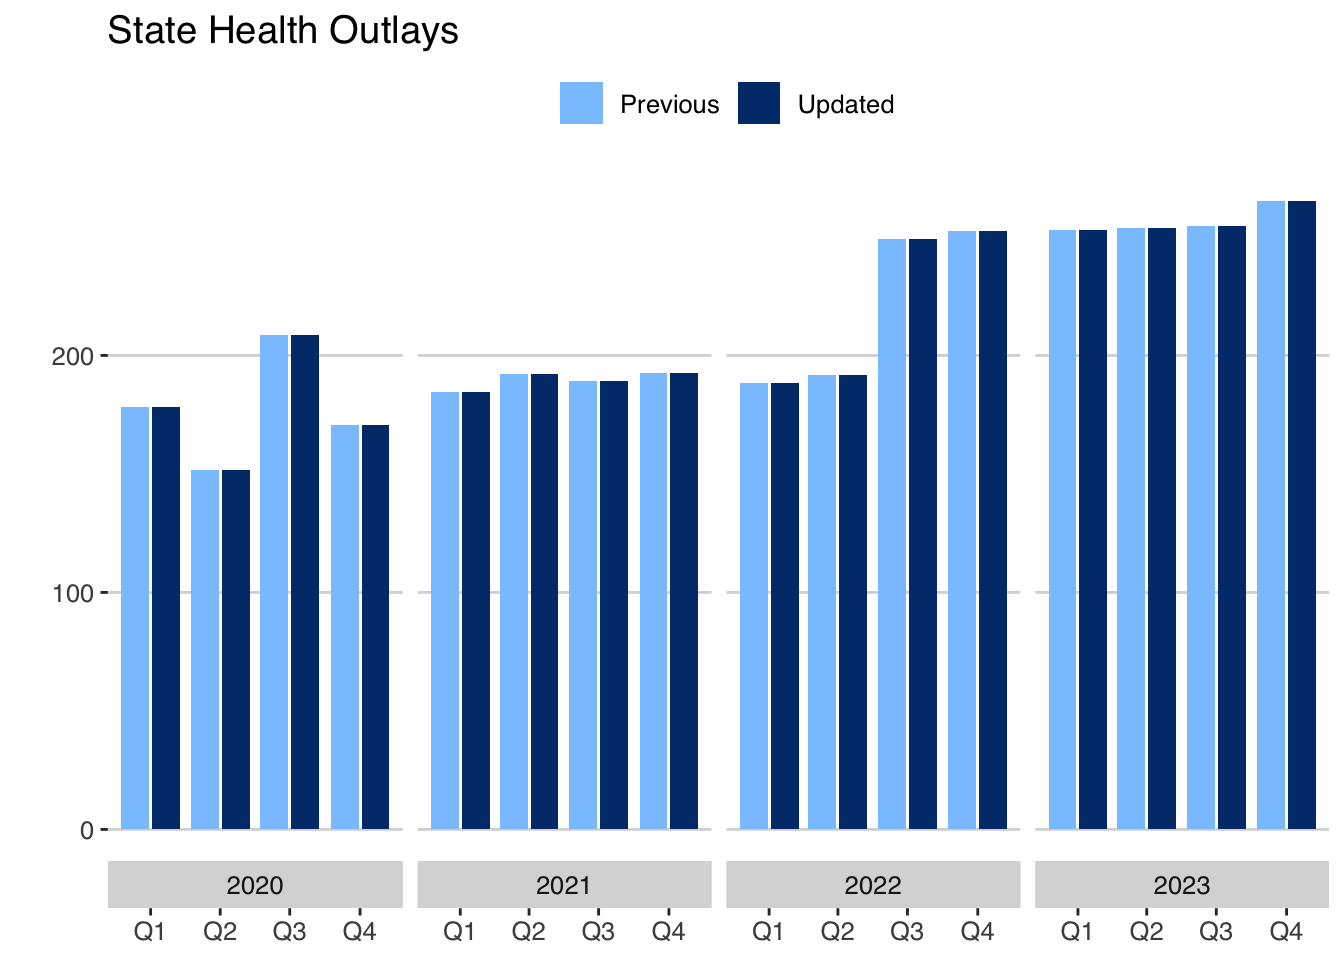 State Health Outlays
Previous Updated
200
100
0
2020 2021 2022 2023
Q1 Q2 Q3 Q4 Q1 Q2 Q3 Q4 Q1 Q2 Q3 Q4 Q1 Q2 Q3 Q4